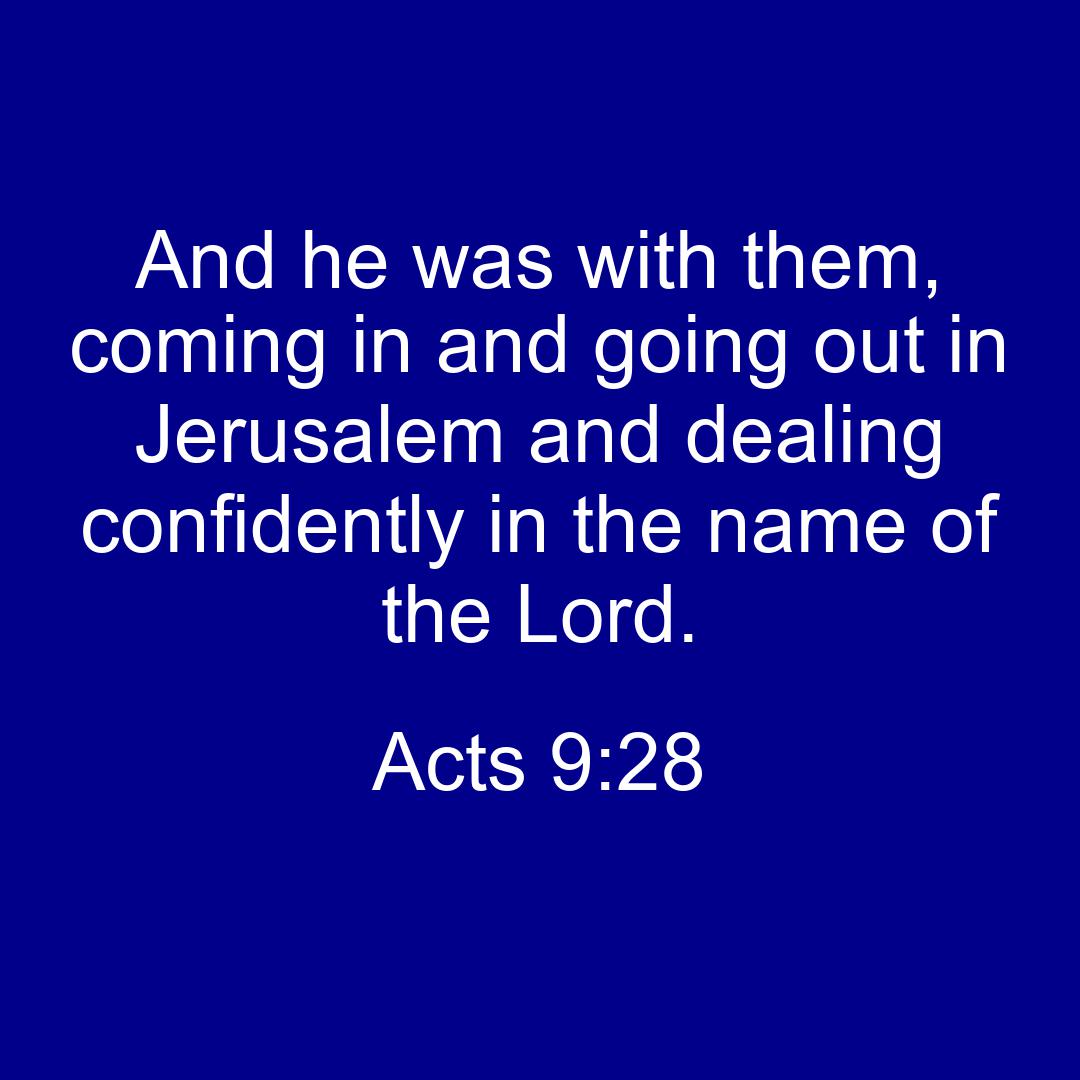 And he was with them,
coming in and going out in
Jerusalem and dealing
confidently in the name of
the Lord.
Acts 9:28